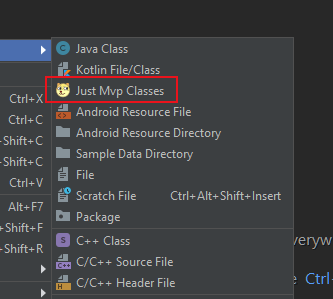 Java Class
Kotlin File/Class
Ctrl+X
Just Mvp Classes
Ctrl+C
Android Resource File
+Shift+C
Android Resource Directory
+Shift+C
Sample Data Directory
Ctrl+V
File
Scratch File Ctrl+Alt+Shift+Insert
Alt+F7
Package
+Shift+F
C++ Class
+Shift+R
C/C++ Source File
C/C++ Header File
Ctrl+